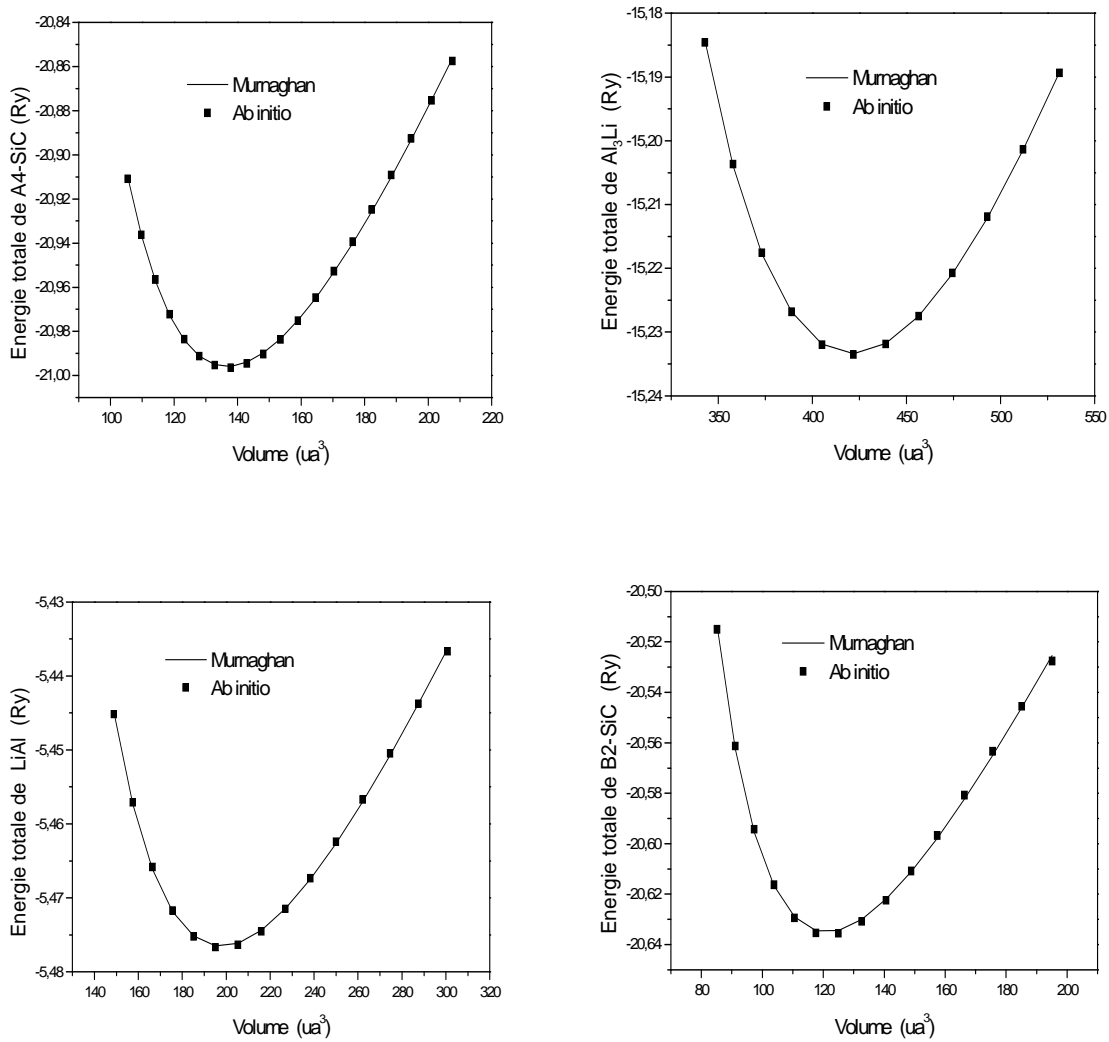 Energie totale de A4-SiC (Ry)
-20,84
-20,86
-20,88
-20,90
-20,92
-20,94
-20,96
-20,98
-21,00
Murnaghan
Ab initio
100 120 140 160 180 200 220
Volume (ua³)
Energie totale de Al₃Li (Ry)
-15,18
-15,19
-15,20
-15,21
-15,22
-15,23
-15,24
Murnaghan
Ab initio
350 400 450 500 550
Volume (ua³)
Energie totale de LiAl (Ry)
-5,43
-5,44
-5,45
-5,46
-5,47
-5,48
Murnaghan
Ab initio
140 160 180 200 220 240 260 280 300 320
Volume (ua³)
Energie totale de B2-SiC (Ry)
-20,50
-20,52
-20,54
-20,56
-20,58
-20,60
-20,62
-20,64
Murnaghan
Ab initio
80 100 120 140 160 180 200
Volume (ua³)